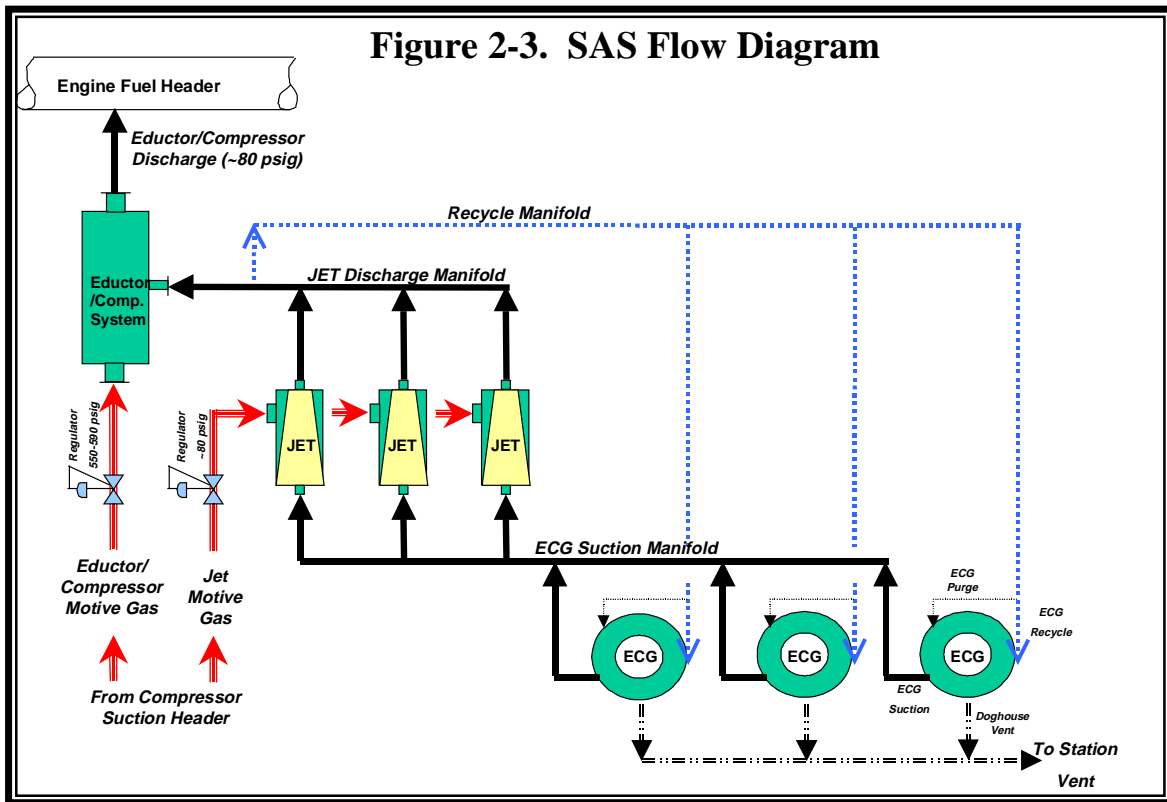 Figure 2-3. SAS Flow Diagram
Engine Fuel Header
Eductor/Compressor
Discharge (~80 psig)
Recycle Manifold
JET Discharge Manifold
Eductor
/Comp.
System
Regulator
550-590 psig
Regulator
~80 psig
JET
JET
JET
ECG Suction Manifold
Eductor/
Compressor
Motive Gas
Jet
Motive
Gas
ECG
Purge
ECG
Recycle
ECG
ECG
ECG
ECG
Suction
Doghouse
Vent
From Compressor
Suction Header
To Station
Vent